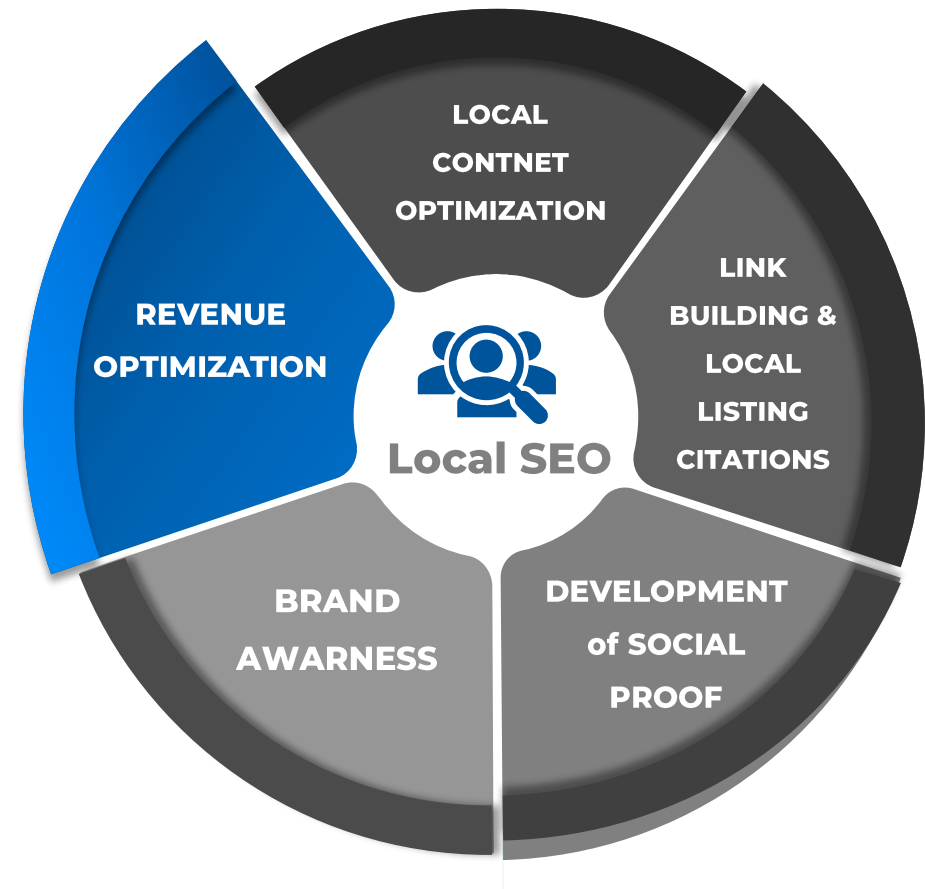 LOCAL
CONTNET
OPTIMIZATION
LINK
BUILDING &
LOCAL
LISTING
CITATIONS
DEVELOPMENT
of SOCIAL
PROOF
BRAND
AWARNESS
REVENUE
OPTIMIZATION
Local SEO